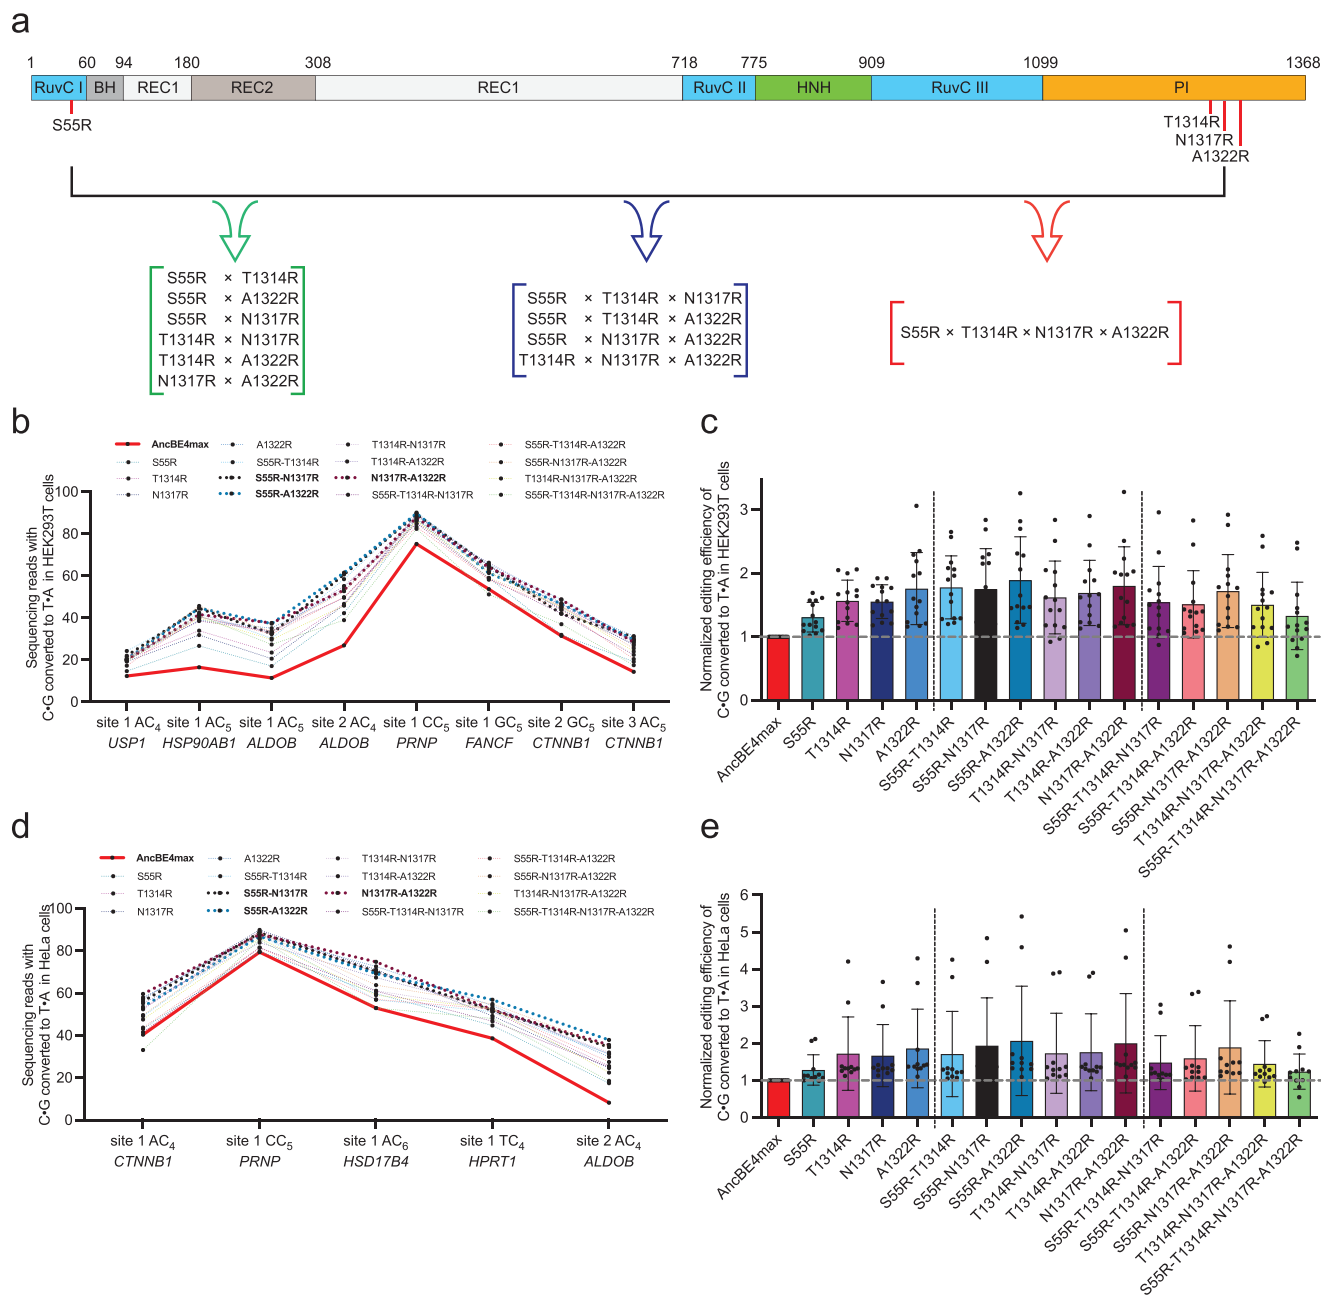 a
1 60 94 180 308 718 775 909 1099 1368
RuvC I BH REC1 REC2 REC1 RuvC II HNH RuvC III PI
S55R
T1314R
N1317R
A1322R
S55R × T1314R
S55R × A1322R
S55R × N1317R
T1314R × N1317R
T1314R × A1322R
N1317R × A1322R
S55R × T1314R × N1317R
S55R × T1314R × A1322R
S55R × N1317R × A1322R
T1314R × N1317R × A1322R
S55R × T1314R × N1317R × A1322R
b
AncBE4max A1322R T1314R-N1317R S55R-T1314R-A1322R
S55R S55R-T1314R T1314R-A1322R S55R-N1317R-A1322R
T1314R S55R-N1317R N1317R-A1322R T1314R-N1317R-A1322R
N1317R S55R-A1322R S55R-T1314R-N1317R S55R-T1314R-N1317R-A1322R
Sequencing reads with
C•G converted to T•A in HEK293T cells
100
80
60
40
20
0
site 1 AC4 site 1 AC5 site 1 AC5 site 2 AC4 site 1 CC5 site 1 GC5 site 2 GC5 site 3 AC5
USP1 HSP90AB1 ALDOB ALDOB PRNP FANCF CTNNB1 CTNNB1
c
Normalized editing efficiency of
C•G converted to T•A in HEK293T cells
3
2
1
0
AncBE4max
S55R
T1314R
N1317R
A1322R
S55R-T1314R
S55R-N1317R
S55R-A1322R
T1314R-N1317R
T1314R-A1322R
N1317R-A1322R
S55R-T1314R-N1317R
S55R-T1314R-A1322R
S55R-N1317R-A1322R
T1314R-N1317R-A1322R
S55R-T1314R-N1317R-A1322R
d
AncBE4max A1322R T1314R-N1317R S55R-T1314R-A1322R
S55R S55R-T1314R T1314R-A1322R S55R-N1317R-A1322R
T1314R S55R-N1317R N1317R-A1322R T1314R-N1317R-A1322R
N1317R S55R-A1322R S55R-T1314R-N1317R S55R-T1314R-N1317R-A1322R
Sequencing reads with
C•G converted to T•A in HeLa cells
100
80
60
40
20
0
site 1 AC4 site 1 CC5 site 1 AC6 site 1 TC4 site 2 AC4
CTNNB1 PRNP HSD17B4 HPRT1 ALDOB
e
Normalized editing efficiency of
C•G converted to T•A in HeLa cells
6
5
4
3
2
1
0
AncBE4max
S55R
T1314R
N1317R
A1322R
S55R-T1314R
S55R-N1317R
S55R-A1322R
T1314R-N1317R
T1314R-A1322R
N1317R-A1322R
S55R-T1314R-N1317R
S55R-T1314R-A1322R
S55R-N1317R-A1322R
T1314R-N1317R-A1322R
S55R-T1314R-N1317R-A1322R